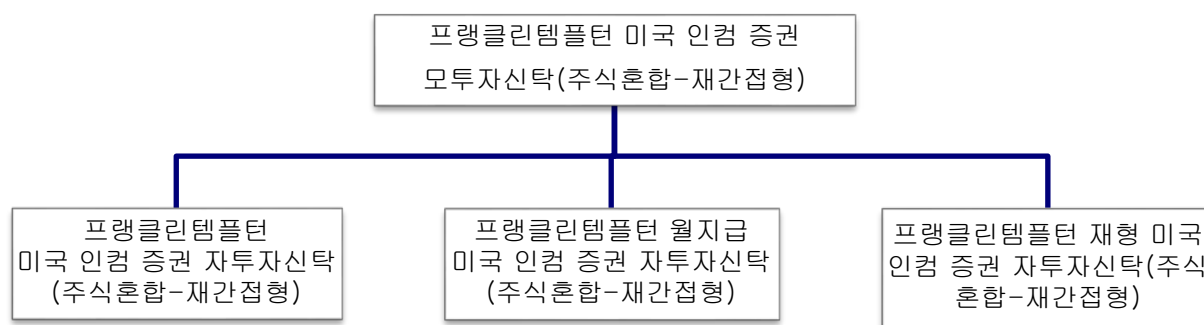 프랭클린템플턴 미국 인컴 증권
모투자신탁(주식혼합-재간접형)
프랭클린템플턴
미국 인컴 증권 자투자신탁
(주식혼합-재간접형)
프랭클린템플턴 월지급
미국 인컴 증권 자투자신탁
(주식혼합-재간접형)
프랭클린템플턴 재형 미국
인컴 증권 자투자신탁(주식
혼합-재간접형)